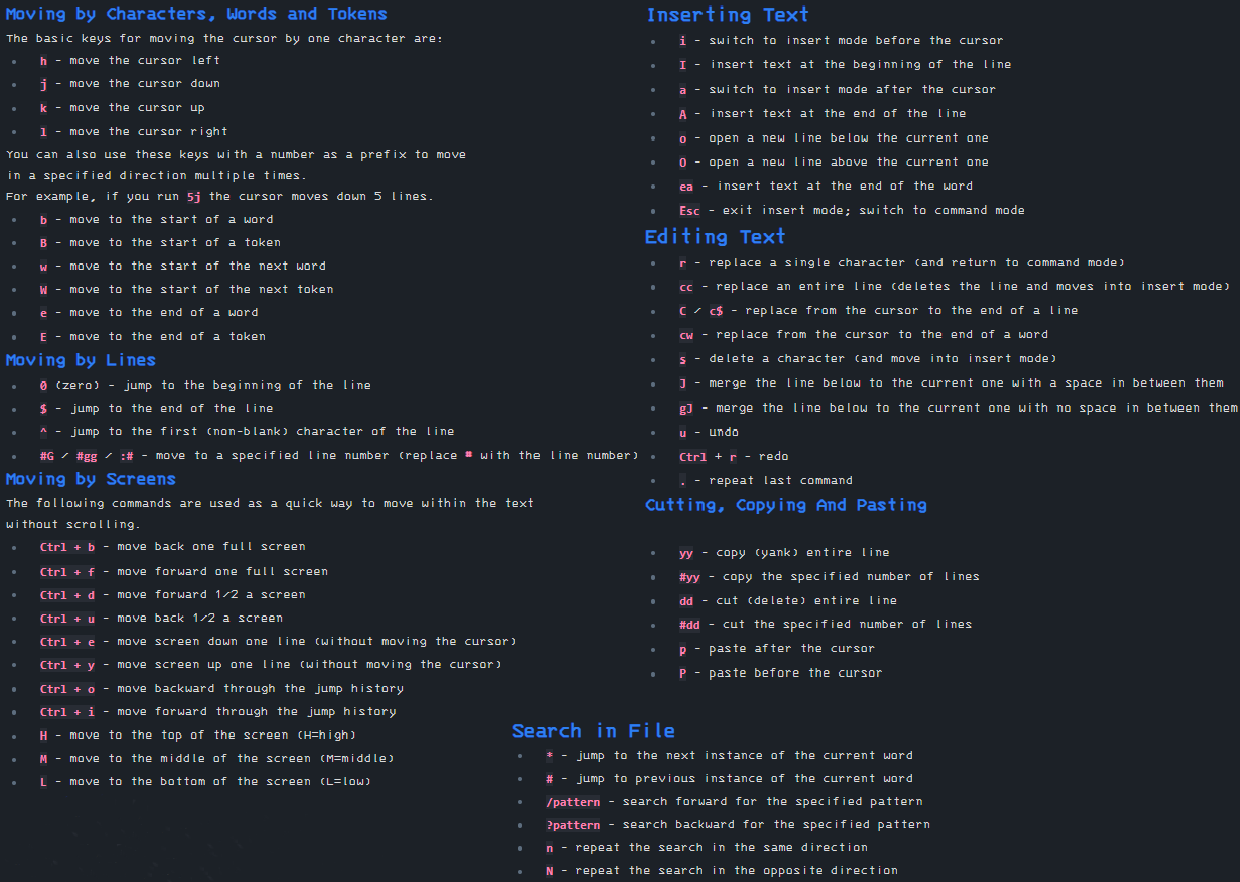 Moving by Characters, Words and Tokens
The basic keys for moving the cursor by one character are:
h - move the cursor left
j - move the cursor down
k - move the cursor up
l - move the cursor right
You can also use these keys with a number as a prefix to move
in a specified direction multiple times.
For example, if you run 5j the cursor moves down 5 lines.
b - move to the start of a word
B - move to the start of a token
w - move to the start of the next word
W - move to the start of the next token
e - move to the end of a word
E - move to the end of a token
Moving by Lines
0 (zero) - jump to the beginning of the line
$ - jump to the end of the line
^ - jump to the first (non-blank) character of the line
#G / #gg / :# - move to a specified line number (replace # with the line number)
Moving by Screens
The following commands are used as a quick way to move within the text
without scrolling.
Ctrl + b - move back one full screen
Ctrl + f - move forward one full screen
Ctrl + d - move forward 1/2 a screen
Ctrl + u - move back 1/2 a screen
Ctrl + e - move screen down one line (without moving the cursor)
Ctrl + y - move screen up one line (without moving the cursor)
Ctrl + o - move backward through the jump history
Ctrl + i - move forward through the jump history
H - move to the top of the screen (H=high)
M - move to the middle of the screen (M=middle)
L - move to the bottom of the screen (L=low)
Inserting Text
i - switch to insert mode before the cursor
I - insert text at the beginning of the line
a - switch to insert mode after the cursor
A - insert text at the end of the line
o - open a new line below the current one
O - open a new line above the current one
ea - insert text at the end of the word
Esc - exit insert mode; switch to command mode
Editing Text
r - replace a single character (and return to command mode)
cc - replace an entire line (deletes the line and moves into insert mode)
C / c$ - replace from the cursor to the end of a line
cw - replace from the cursor to the end of a word
s - delete a character (and move into insert mode)
J - merge the line below to the current one with a space in between them
gJ - merge the line below to the current one with no space in between them
u - undo
Ctrl + r - redo
. - repeat last command
Cutting, Copying And Pasting
yy - copy (yank) entire line
#yy - copy the specified number of lines
dd - cut (delete) entire line
#dd - cut the specified number of lines
p - paste after the cursor
P - paste before the cursor
Search in File
* - jump to the next instance of the current word
# - jump to previous instance of the current word
/pattern - search forward for the specified pattern
?pattern - search backward for the specified pattern
n - repeat the search in the same direction
N - repeat the search in the opposite direction